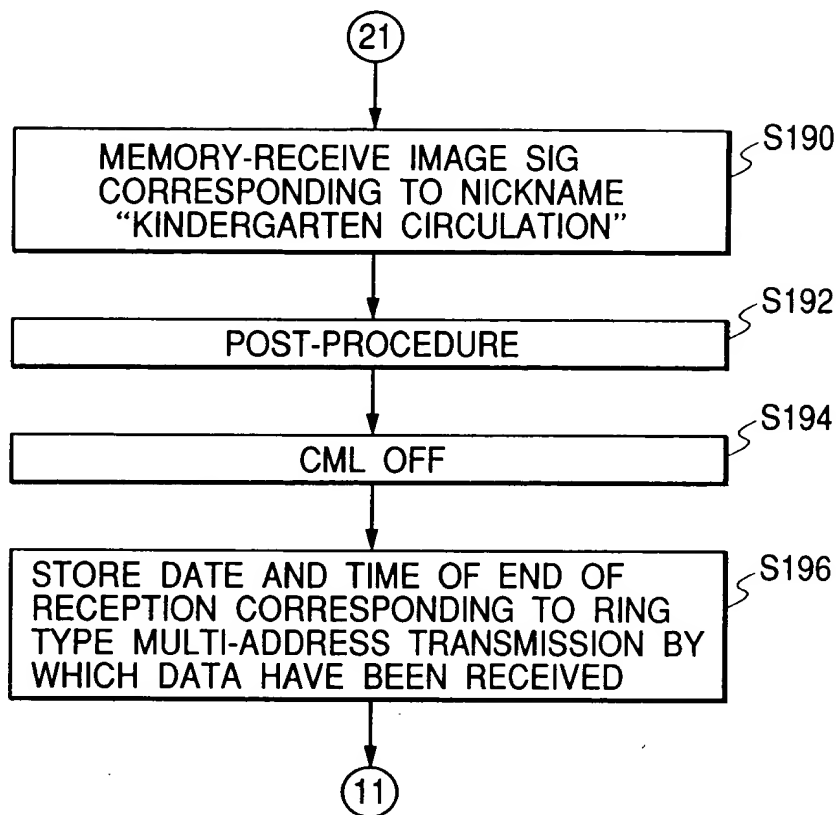 21
MEMORY-RECEIVE IMAGE SIG
CORRESPONDING TO NICKNAME
“KINDERGARTEN CIRCULATION”
S190
POST-PROCEDURE
S192
CML OFF
S194
STORE DATE AND TIME OF END OF
RECEPTION CORRESPONDING TO RING
TYPE MULTI-ADDRESS TRANSMISSION BY
WHICH DATA HAVE BEEN RECEIVED
S196
11